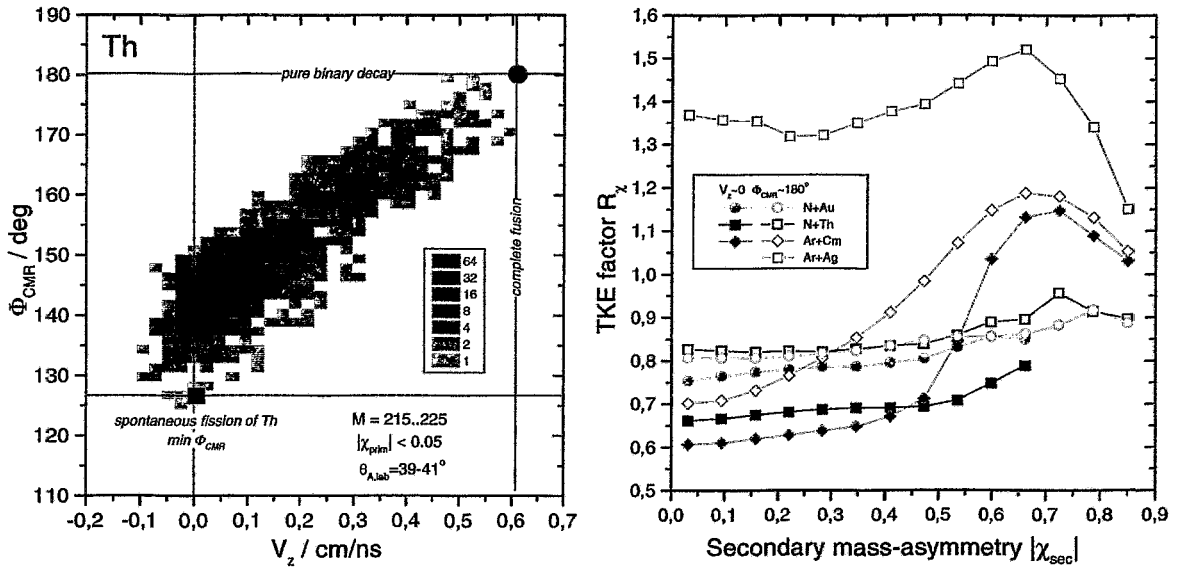 Th
pure binary decay
complete fusion
64
32
16
8
4
2
1
spontaneous fission of Th
min Φ_CMR
M = 215..225
|χ_prim| < 0.05
θ_A,lab=39-41°
190
180
170
160
150
140
130
120
110
Φ_CMR / deg
-0,2 -0,1 0,0 0,1 0,2 0,3 0,4 0,5 0,6 0,7
V_z / cm/ns
1,6
1,5
1,4
1,3
1,2
1,1
1,0
0,9
0,8
0,7
0,6
0,5
TKE factor R_χ
V_z~0 Φ_CMR~180°
N+Au
N+Th
Ar+Cm
Ar+Ag
0,0 0,1 0,2 0,3 0,4 0,5 0,6 0,7 0,8 0,9
Secondary mass-asymmetry |χ_sec|